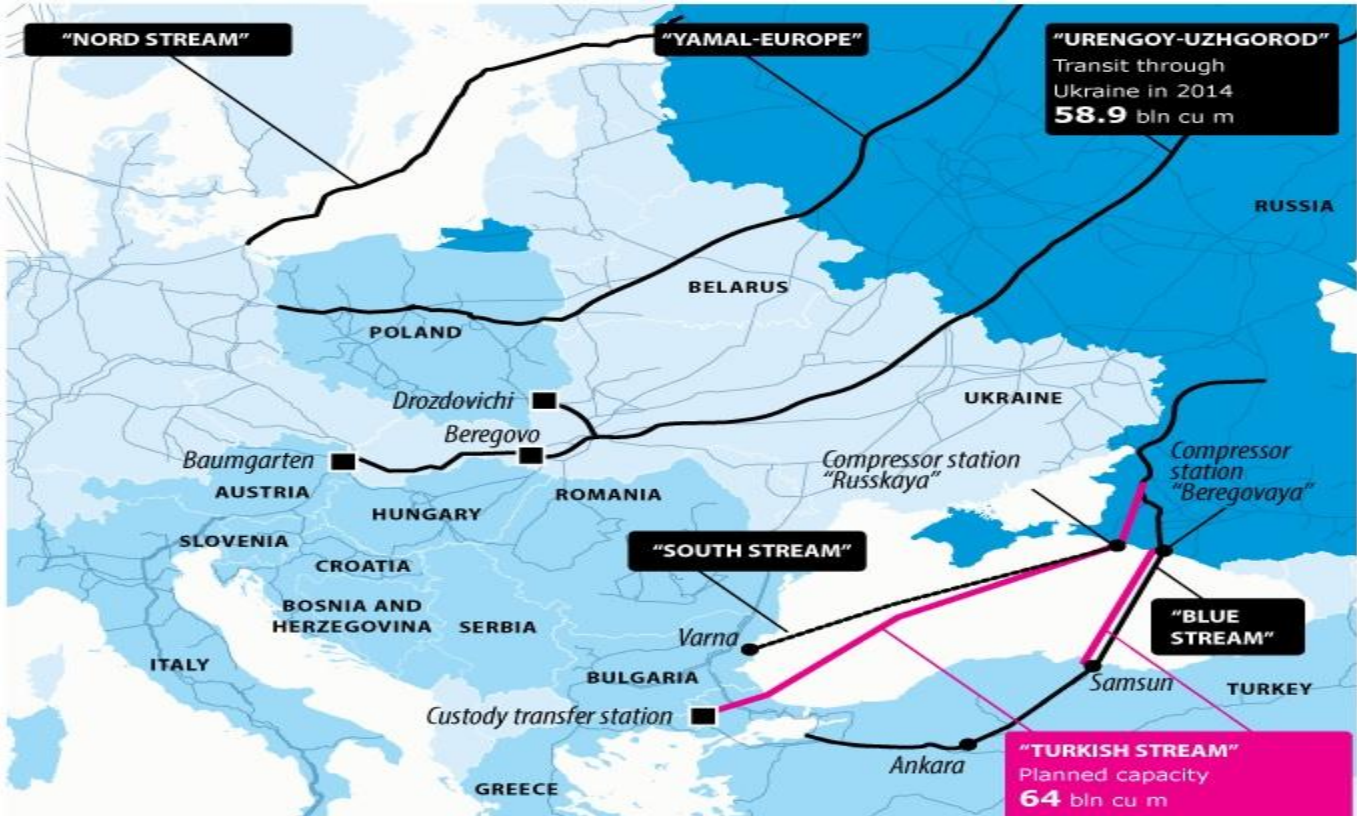 "NORD STREAM"
"YAMAL-EUROPE"
"URENGOY-UZHGOROD"
Transit through
Ukraine in 2014
58.9 bln cu m
RUSSIA
BELARUS
POLAND
Drozdovichi
UKRAINE
Beregovo
Baumgarten
Compressor station
"Russkaya"
Compressor
station
"Beregovaya"
AUSTRIA
ROMANIA
HUNGARY
SLOVENIA
"SOUTH STREAM"
CROATIA
BOSNIA AND
HERZEGOVINA
SERBIA
"BLUE
STREAM"
Varna
ITALY
BULGARIA
Samsun
TURKEY
Custody transfer station
Ankara
"TURKISH STREAM"
Planned capacity
64 bln cu m
GREECE